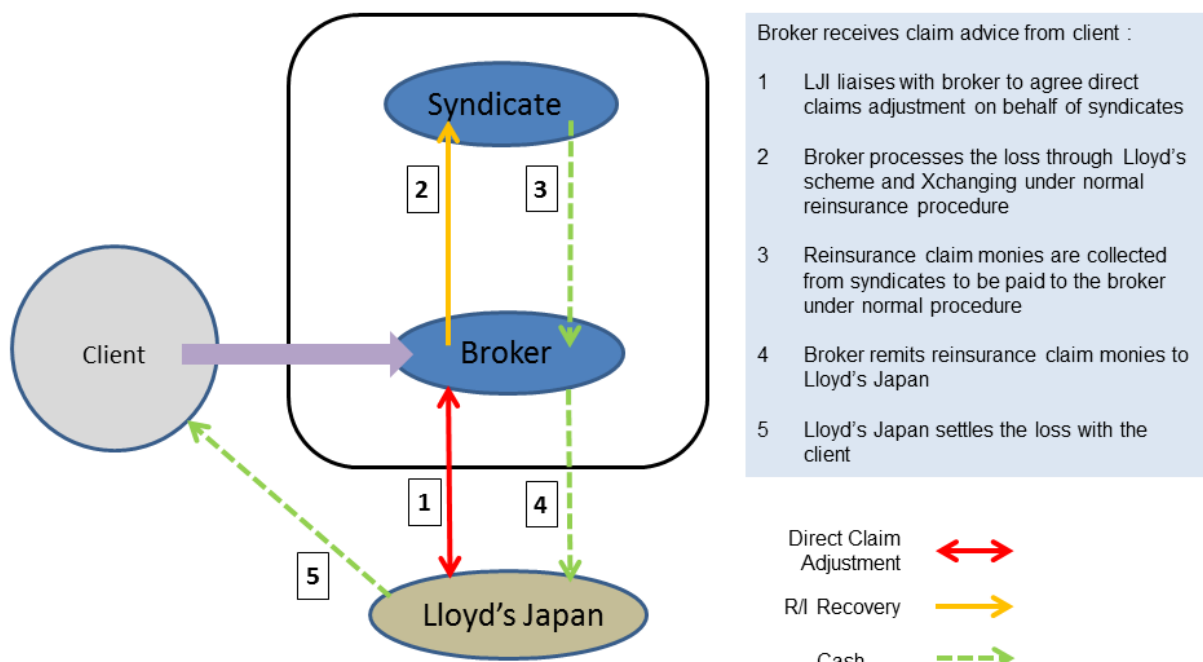 Syndicate
2
3
Client
Broker
1
4
5
Lloyd's Japan
Broker receives claim advice from client :
1 LJI liaises with broker to agree direct
claims adjustment on behalf of syndicates
2 Broker processes the loss through Lloyd's
scheme and Xchanging under normal
reinsurance procedure
3 Reinsurance claim monies are collected
from syndicates to be paid to the broker
under normal procedure
4 Broker remits reinsurance claim monies to
Lloyd's Japan
5 Lloyd's Japan settles the loss with the
client
Direct Claim
Adjustment
R/I Recovery
Cash